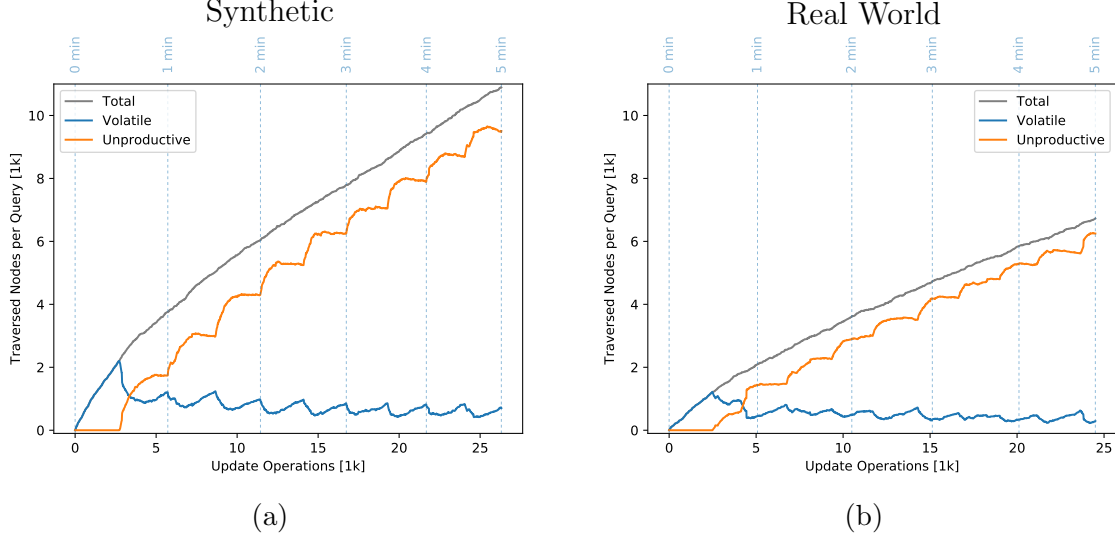 Synthetic
0 min 1 min 2 min 3 min 4 min 5 min
Total
Volatile
Unproductive
Traversed Nodes per Query [1k]
10
8
6
4
2
0
0 5 10 15 20 25
Update Operations [1k]
(a)
Real World
0 min 1 min 2 min 3 min 4 min 5 min
Total
Volatile
Unproductive
Traversed Nodes per Query [1k]
10
8
6
4
2
0
0 5 10 15 20 25
Update Operations [1k]
(b)